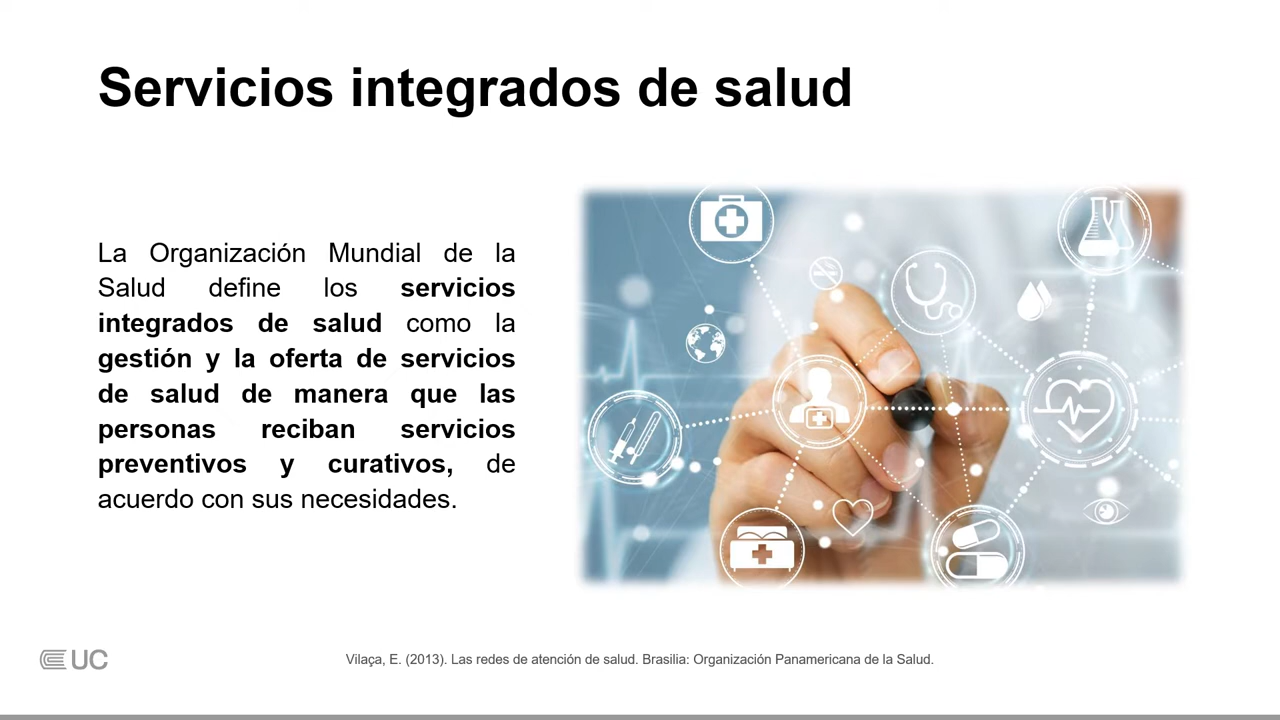 Servicios integrados de salud
La Organización Mundial de la
Salud define los servicios
integrados de salud como la
gestión y la oferta de servicios
de salud de manera que las
personas reciban servicios
preventivos y curativos, de
acuerdo con sus necesidades.
UC
Vilaça, E. (2013). Las redes de atención de salud. Brasilia: Organización Panamericana de la Salud.